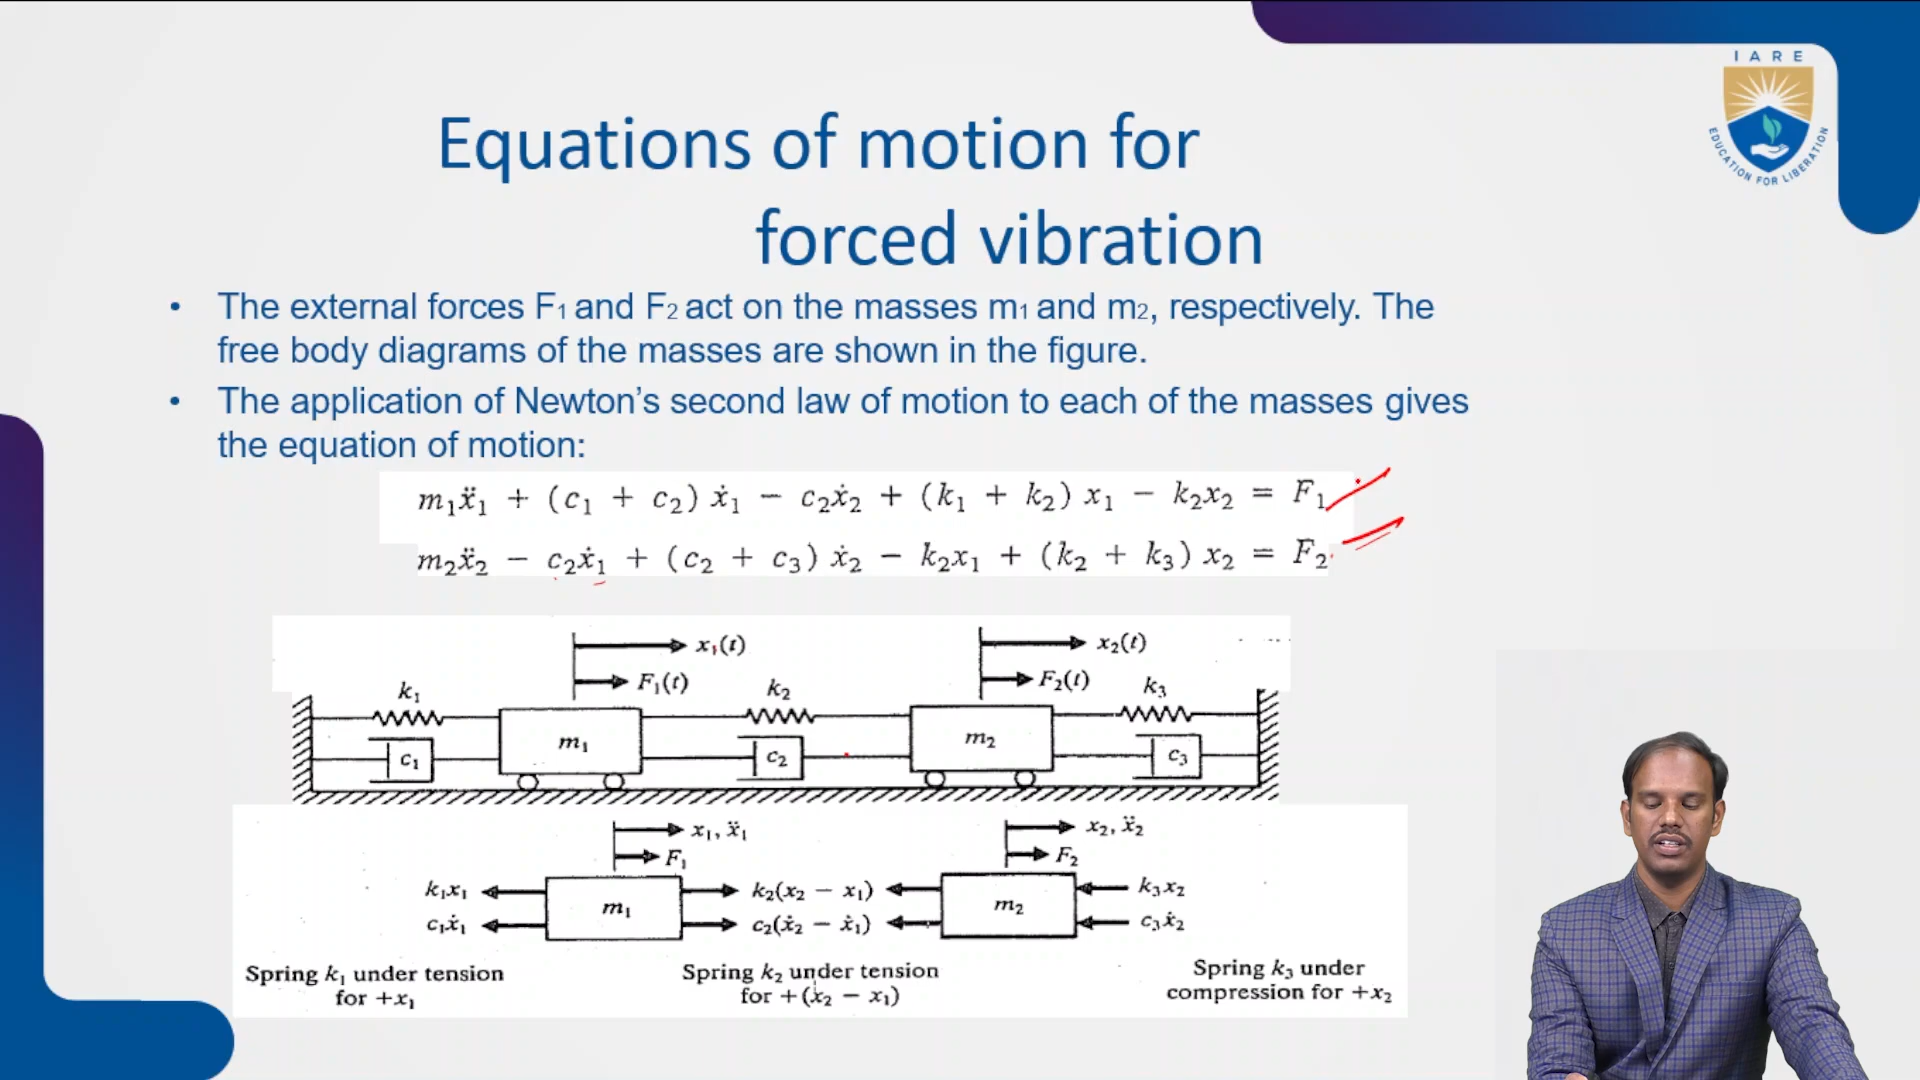 I A R E
EDUCATION FOR LIBERATION
Equations of motion for
forced vibration
• The external forces F1 and F2 act on the masses m1 and m2, respectively. The
free body diagrams of the masses are shown in the figure.
• The application of Newton’s second law of motion to each of the masses gives
the equation of motion:
m₁ẍ₁ + (c₁ + c₂) ẋ₁ − c₂ẋ₂ + (k₁ + k₂) x₁ − k₂x₂ = F₁
m₂ẍ₂ − c₂ẋ₁ + (c₂ + c₃) ẋ₂ − k₂x₁ + (k₂ + k₃) x₂ = F₂
x₁(t) x₂(t)
F₁(t) F₂(t)
k₁ k₂ k₃
m₁ m₂
c₁ c₂ c₃
x₁, ẍ₁ x₂, ẍ₂
F₁ F₂
k₁x₁ k₂(x₂ − x₁) k₃x₂
m₁ m₂
c₁ẋ₁ c₂(ẋ₂ − ẋ₁) c₃ẋ₂
Spring k₁ under tension
for +x₁
Spring k₂ under tension
for +(x₂ − x₁)
Spring k₃ under
compression for +x₂